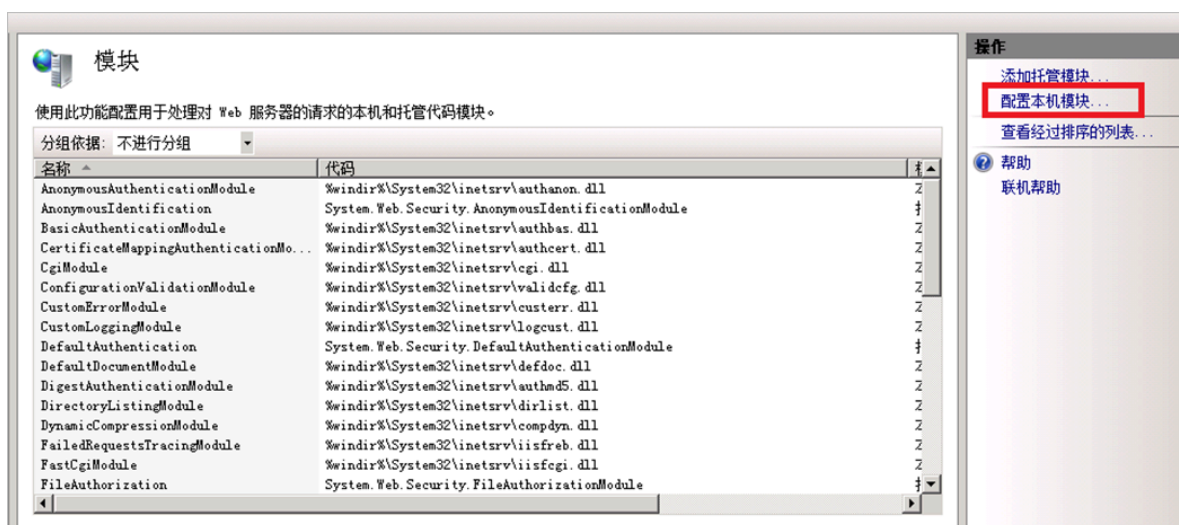 模块
使用此功能配置用于处理对 Web 服务器的请求的本机和托管代码模块。
分组依据: 不进行分组
名称 代码
AnonymousAuthenticationModule %windir%\System32\inetsrv\authanon.dll
AnonymousIdentification System.Web.Security.AnonymousIdentificationModule
BasicAuthenticationModule %windir%\System32\inetsrv\authbas.dll
CertificateMappingAuthenticationMo... %windir%\System32\inetsrv\authcert.dll
CgiModule %windir%\System32\inetsrv\cgi.dll
ConfigurationValidationModule %windir%\System32\inetsrv\validcfg.dll
CustomErrorModule %windir%\System32\inetsrv\custerr.dll
CustomLoggingModule %windir%\System32\inetsrv\logcust.dll
DefaultAuthentication System.Web.Security.DefaultAuthenticationModule
DefaultDocumentModule %windir%\System32\inetsrv\defdoc.dll
DigestAuthenticationModule %windir%\System32\inetsrv\authmd5.dll
DirectoryListingModule %windir%\System32\inetsrv\dirlist.dll
DynamicCompressionModule %windir%\System32\inetsrv\compdyn.dll
FailedRequestsTracingModule %windir%\System32\inetsrv\iisfreb.dll
FastCgiModule %windir%\System32\inetsrv\iisfcgi.dll
FileAuthorization System.Web.Security.FileAuthorizationModule
操作
添加托管模块...
配置本机模块...
查看经过排序的列表...
帮助
联机帮助